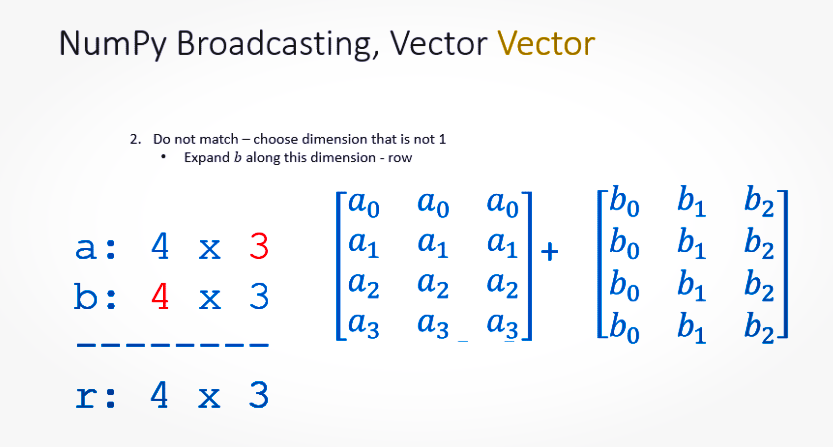 NumPy Broadcasting, Vector Vector
2. Do not match – choose dimension that is not 1
• Expand b along this dimension - row
a: 4 x 3
b: 4 x 3
--------
r: 4 x 3
[a₀ a₀ a₀
a₁ a₁ a₁
a₂ a₂ a₂
a₃ a₃ a₃]
+
[b₀ b₁ b₂
b₀ b₁ b₂
b₀ b₁ b₂
b₀ b₁ b₂]